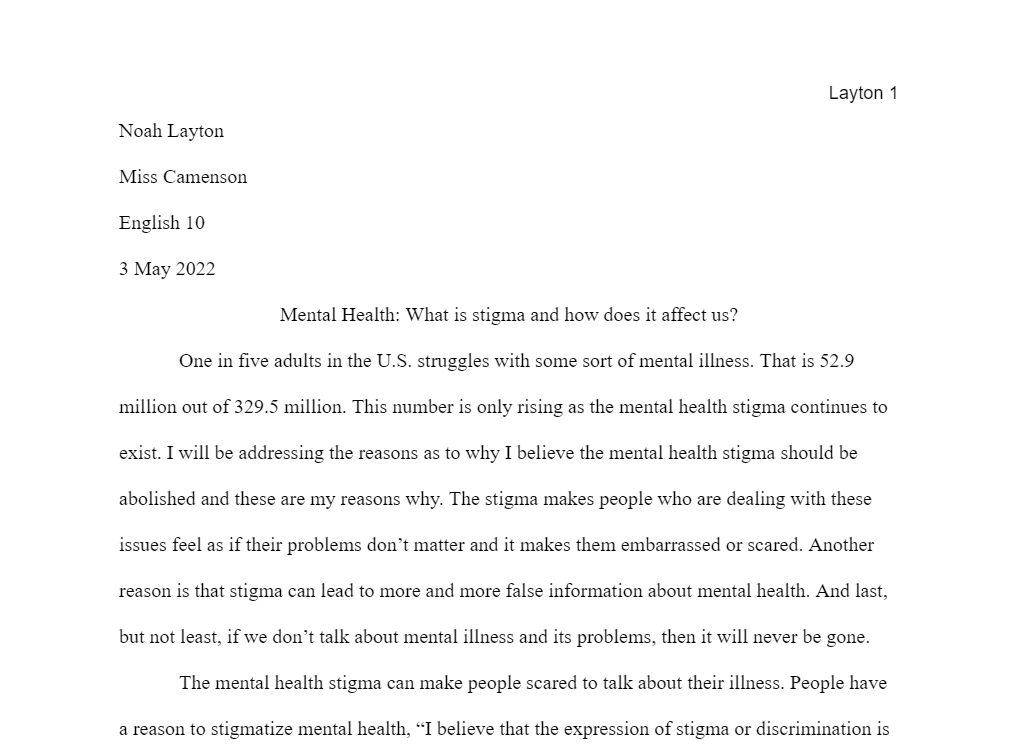 Layton 1
Noah Layton
Miss Camenson
English 10
3 May 2022
Mental Health: What is stigma and how does it affect us?
One in five adults in the U.S. struggles with some sort of mental illness. That is 52.9
million out of 329.5 million. This number is only rising as the mental health stigma continues to
exist. I will be addressing the reasons as to why I believe the mental health stigma should be
abolished and these are my reasons why. The stigma makes people who are dealing with these
issues feel as if their problems don’t matter and it makes them embarrassed or scared. Another
reason is that stigma can lead to more and more false information about mental health. And last,
but not least, if we don’t talk about mental illness and its problems, then it will never be gone.
The mental health stigma can make people scared to talk about their illness. People have
a reason to stigmatize mental health, “I believe that the expression of stigma or discrimination is